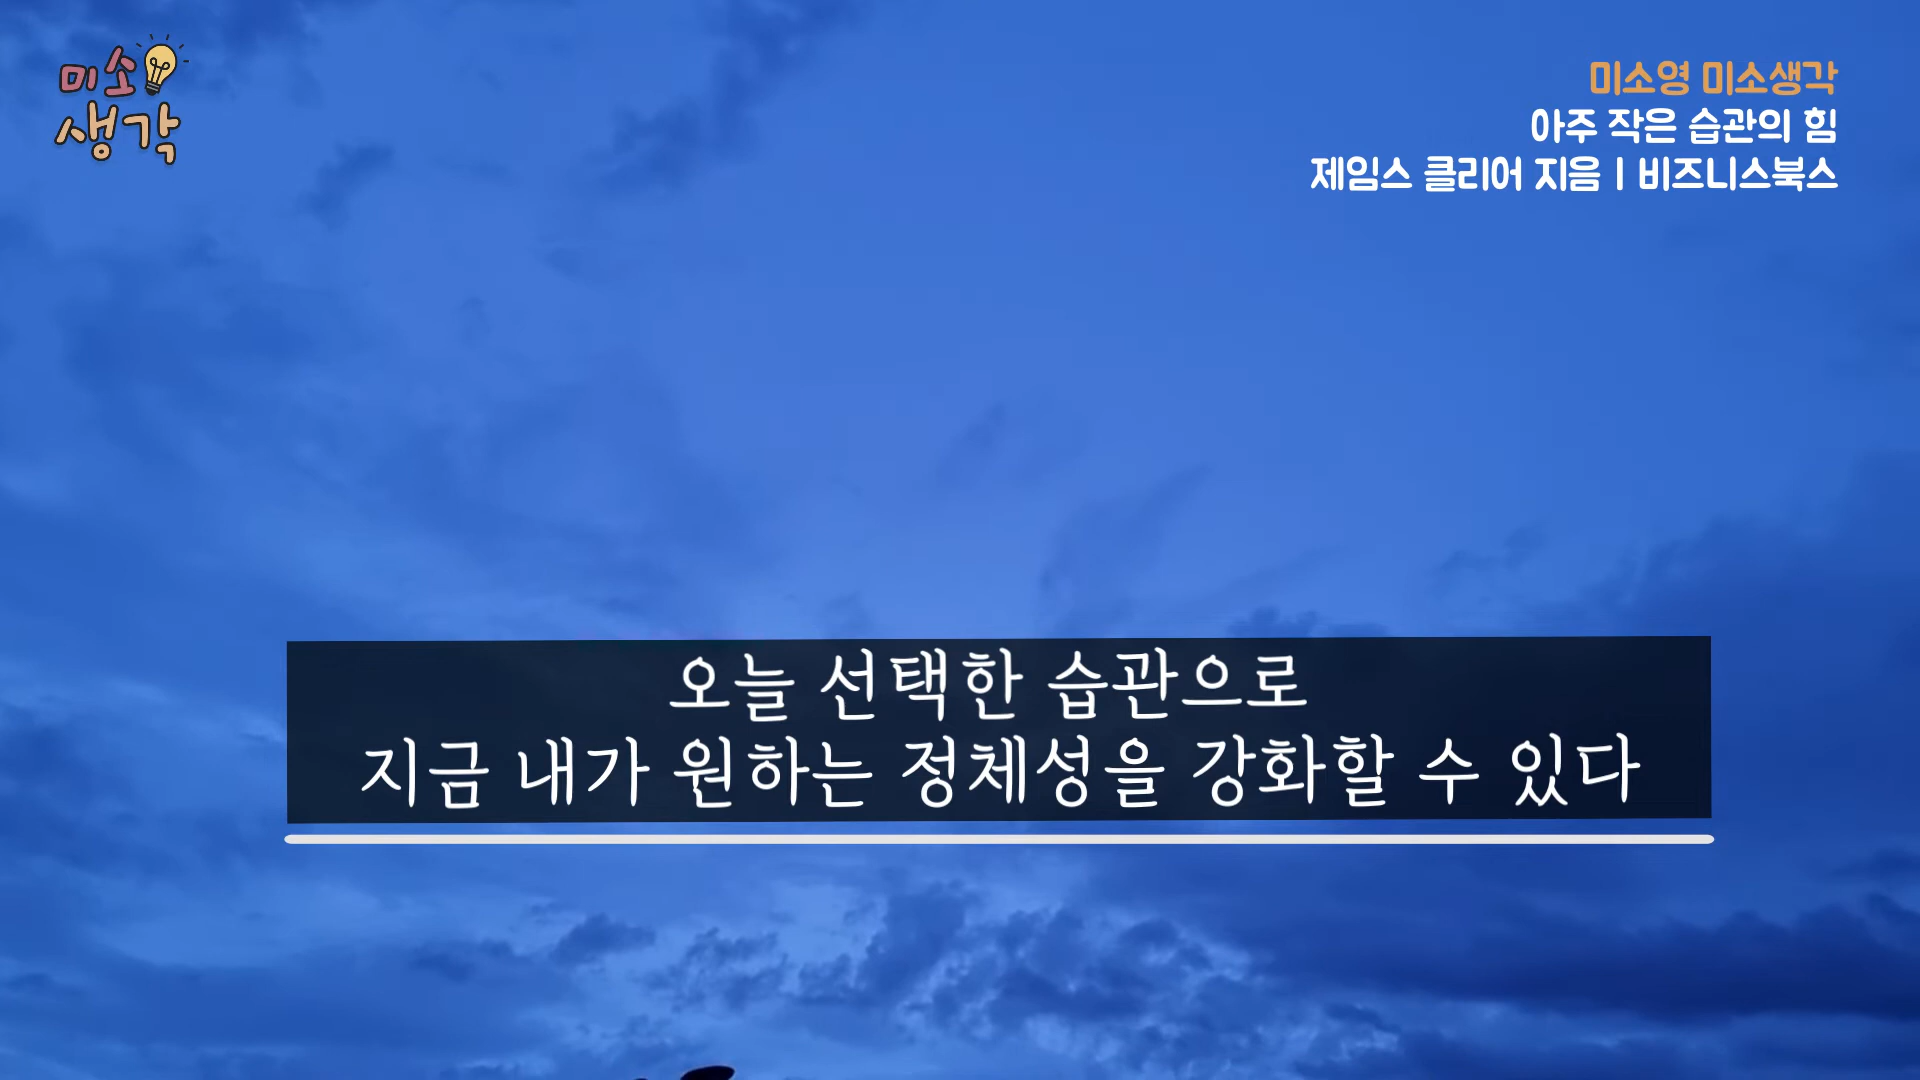 미소
생각
미소영 미소생각
아주 작은 습관의 힘
제임스 클리어 지음 | 비즈니스북스
오늘 선택한 습관으로
지금 내가 원하는 정체성을 강화할 수 있다